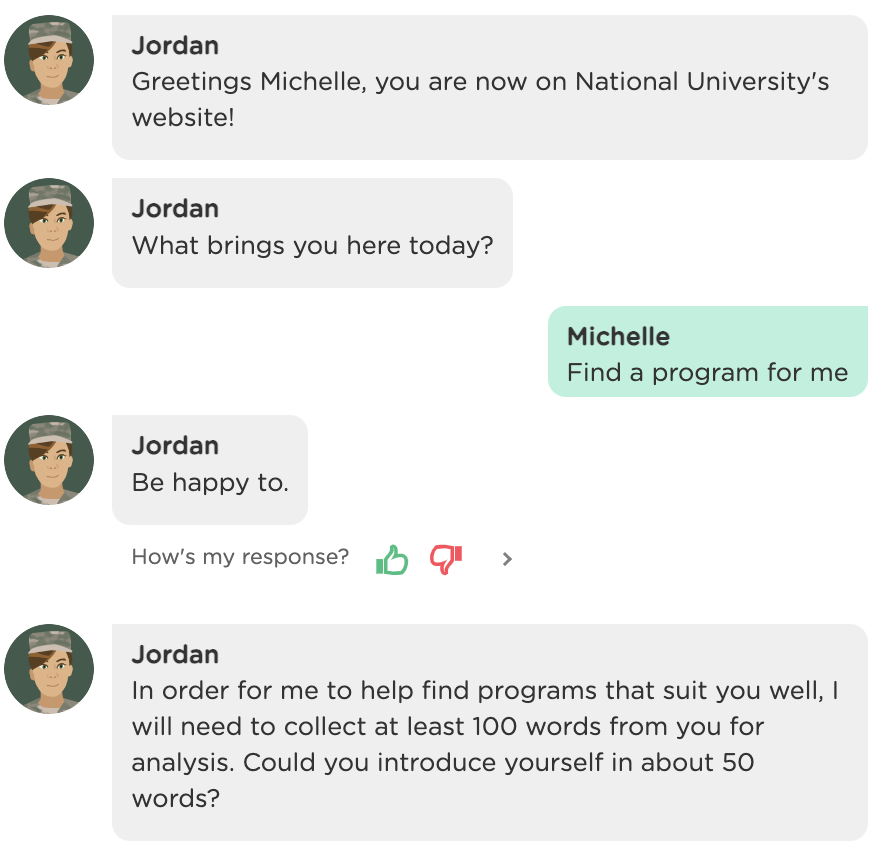 Jordan
Greetings Michelle, you are now on National University's
website!
Jordan
What brings you here today?
Michelle
Find a program for me
Jordan
Be happy to.
How's my response?
Jordan
In order for me to help find programs that suit you well, I
will need to collect at least 100 words from you for
analysis. Could you introduce yourself in about 50
words?